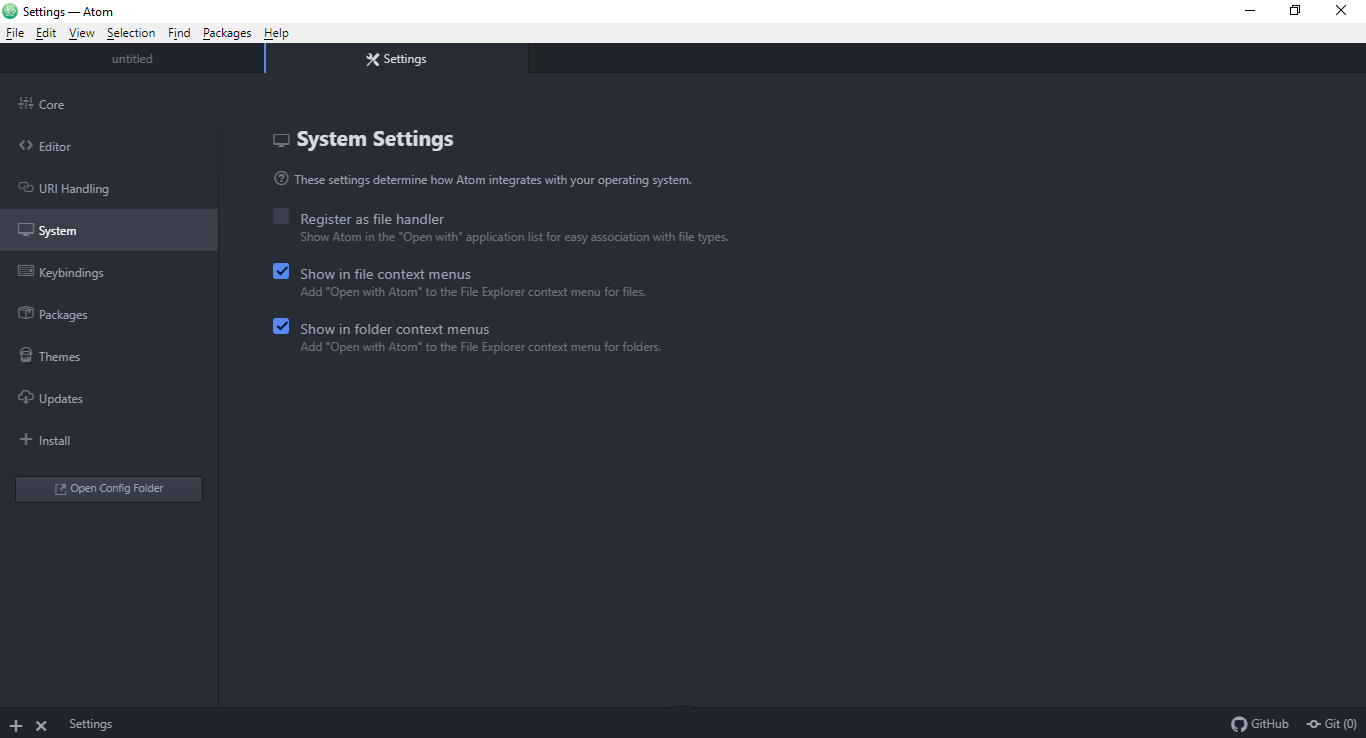 Settings — Atom
File Edit View Selection Find Packages Help
untitled
Settings
Core
Editor
URI Handling
System
Keybindings
Packages
Themes
Updates
Install
Open Config Folder
System Settings
These settings determine how Atom integrates with your operating system.
Register as file handler
Show Atom in the "Open with" application list for easy association with file types.
Show in file context menus
Add "Open with Atom" to the File Explorer context menu for files.
Show in folder context menus
Add "Open with Atom" to the File Explorer context menu for folders.
Settings
GitHub
Git (0)